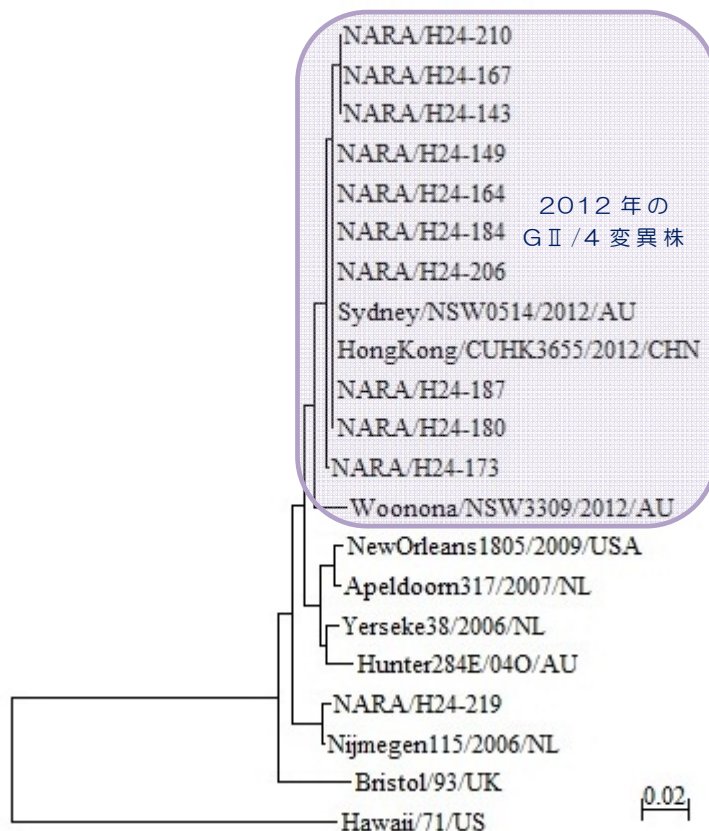 NARA/H24-210
NARA/H24-167
NARA/H24-143
NARA/H24-149
NARA/H24-164
NARA/H24-184
NARA/H24-206
Sydney/NSW0514/2012/AU
HongKong/CUHK3655/2012/CHN
NARA/H24-187
NARA/H24-180
NARA/H24-173
Woonona/NSW3309/2012/AU
2012 年の
GⅡ/4 変異株
NewOrleans1805/2009/USA
Apeldoorn317/2007/NL
Yerseke38/2006/NL
Hunter284E/04O/AU
NARA/H24-219
Nijmegen115/2006/NL
Bristol/93/UK
Hawaii/71/US
0.02